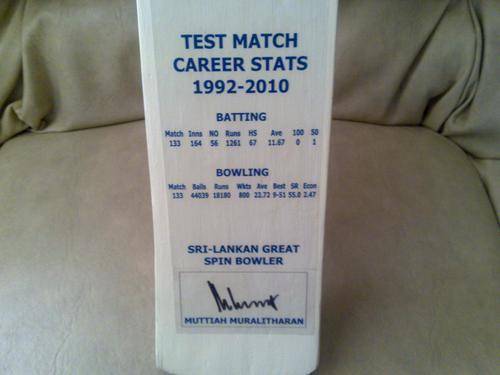 TEST MATCH
CAREER STATS
1992-2010
BATTING
Match Inns NO Runs HS Ave 100 50
133 164 56 1261 67 11.67 0 1
BOWLING
Match Balls Runs Wkts Ave Best SR Econ
133 44039 18180 800 22.72 9-51 55.0 2.47
SRI-LANKAN GREAT
SPIN BOWLER
MUTTIAH MURALITHARAN